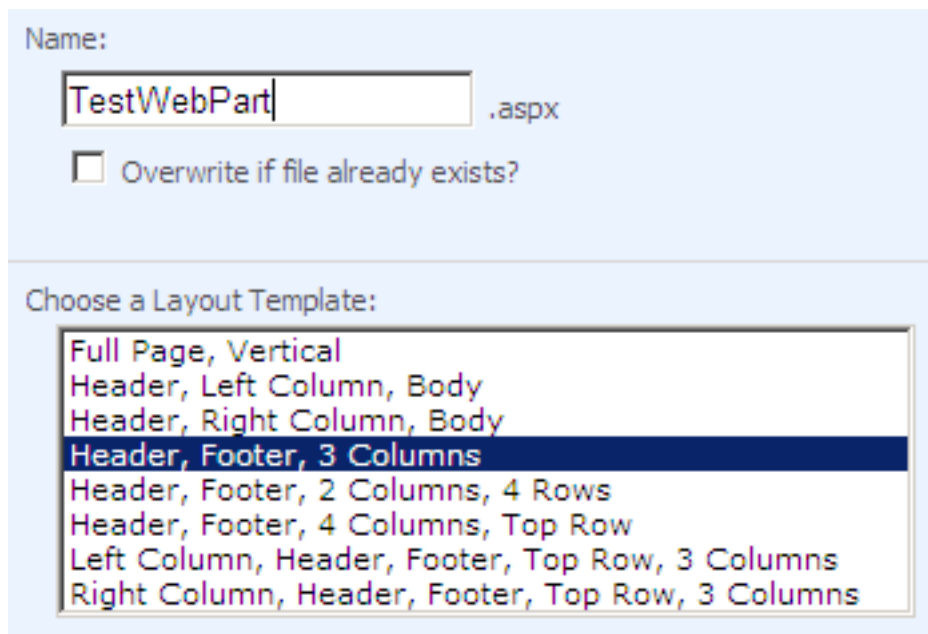 Name:
TestWebPart
.aspx
Overwrite if file already exists?
Choose a Layout Template:
Full Page, Vertical
Header, Left Column, Body
Header, Right Column, Body
Header, Footer, 3 Columns
Header, Footer, 2 Columns, 4 Rows
Header, Footer, 4 Columns, Top Row
Left Column, Header, Footer, Top Row, 3 Columns
Right Column, Header, Footer, Top Row, 3 Columns